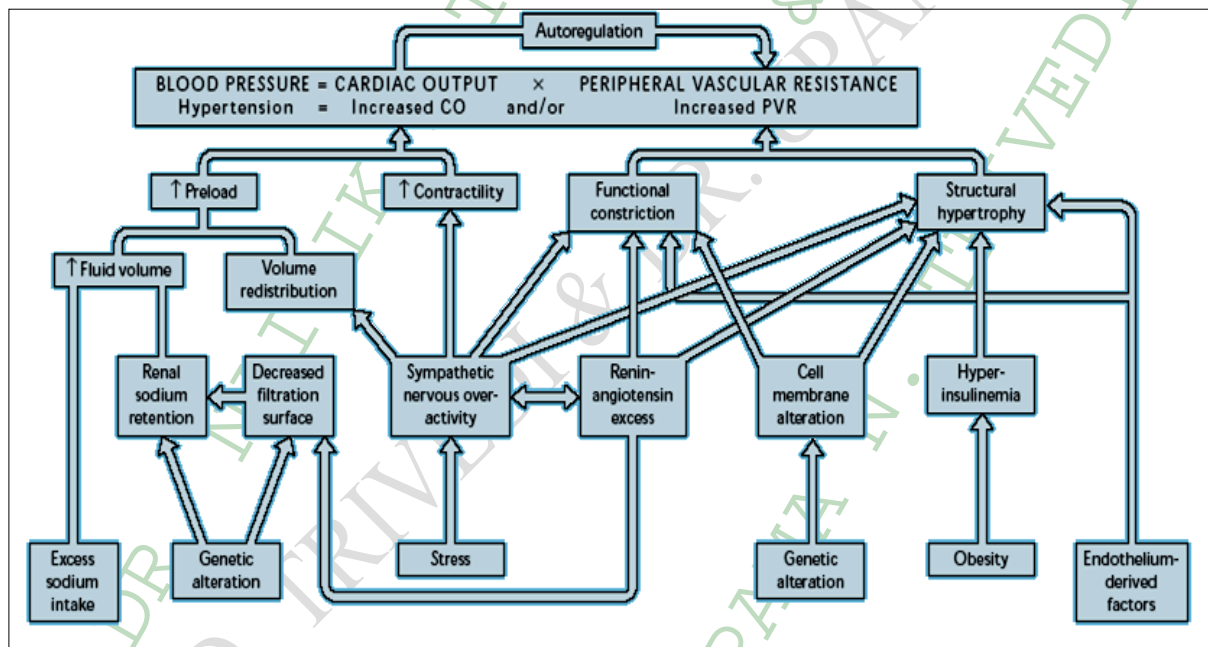 Autoregulation
BLOOD PRESSURE = CARDIAC OUTPUT × PERIPHERAL VASCULAR RESISTANCE
Hypertension = Increased CO and/or Increased PVR
↑ Preload
↑ Contractility
Functional
constriction
Structural
hypertrophy
↑ Fluid volume
Volume
redistribution
Renal
sodium
retention
Decreased
filtration
surface
Sympathetic
nervous over-
activity
Renin-
angiotensin
excess
Cell
membrane
alteration
Hyper-
insulinemia
Excess
sodium
intake
Genetic
alteration
Stress
Genetic
alteration
Obesity
Endothelium-
derived
factors
TRIVEDI & DR.